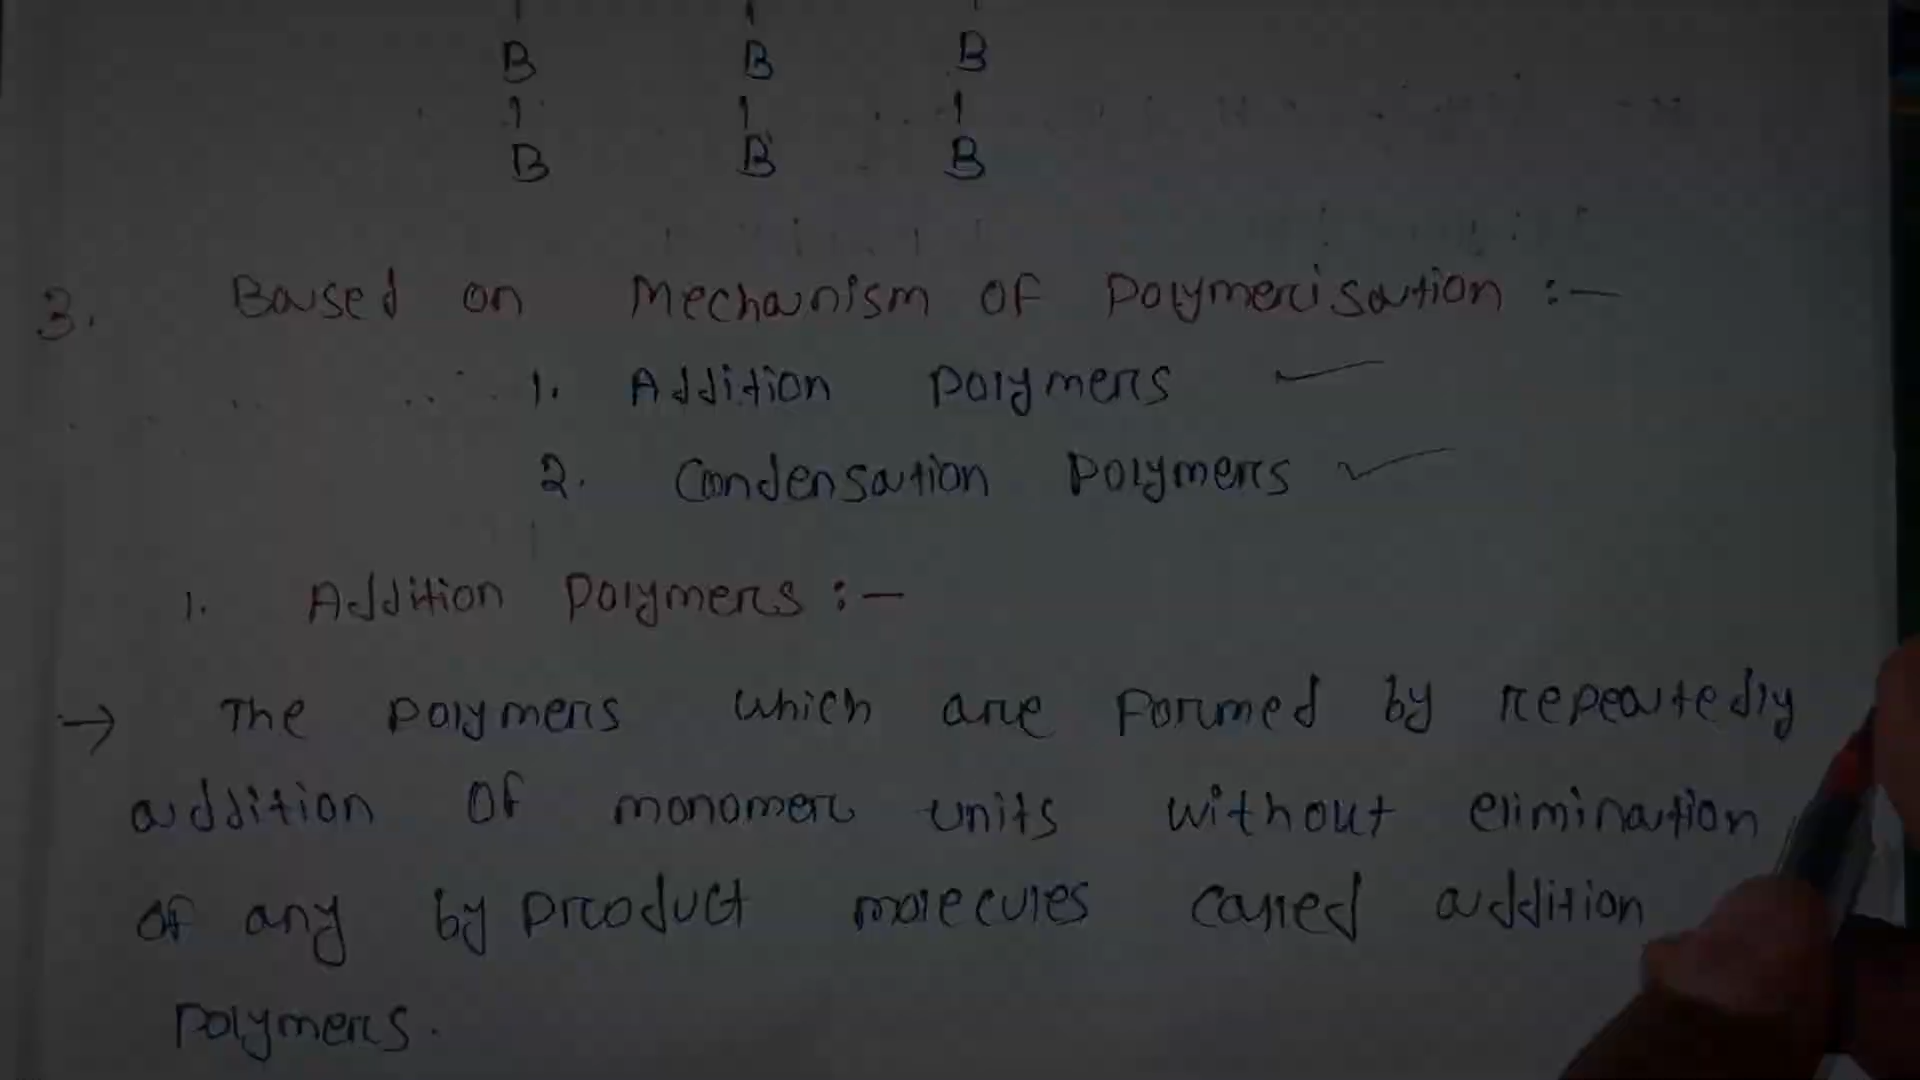 B B B
| | |
B B B
3. Based on Mechanism of Polymerisation :-
1. Addition Polymers ✓
2. Condensation Polymers ✓
1. Addition Polymers :-
→ The polymers which are formed by repeatedly
addition of monomer units without elimination
of any by product molecules called addition
polymers.